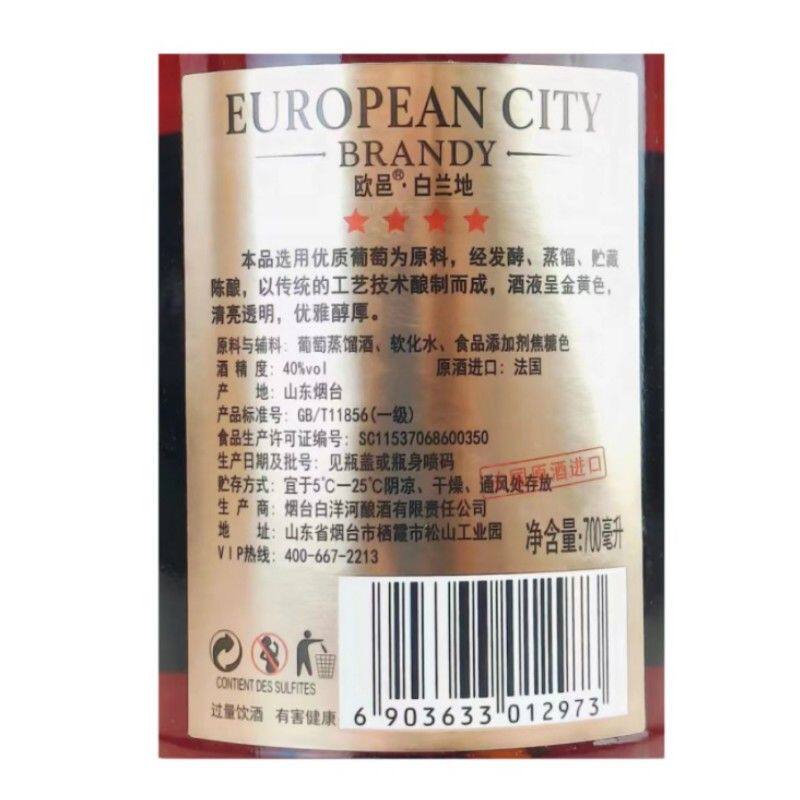 EUROPEAN CITY
BRANDY
欧邑®·白兰地
本品选用优质葡萄为原料，经发酵、蒸馏、贮藏
陈酿，以传统的工艺技术酿制而成，酒液呈金黄色，
清亮透明，优雅醇厚。
原料与辅料：葡萄蒸馏酒、软化水、食品添加剂焦糖色
酒 精 度：40%vol 原酒进口：法国
产 地：山东烟台
产品标准号：GB/T11856(一级)
食品生产许可证编号：SC11537068600350
生产日期及批号：见瓶盖或瓶身喷码
法国原酒进口
贮存方式：宜于5℃—25℃阴凉、干燥、通风处存放
生 产 商：烟台白洋河酿酒有限责任公司
地 址：山东省烟台市栖霞市松山工业园
净含量:700毫升
VIP热线：400-667-2213
CONTIENT DES SULFITES
过量饮酒 有害健康
6 903633 012973